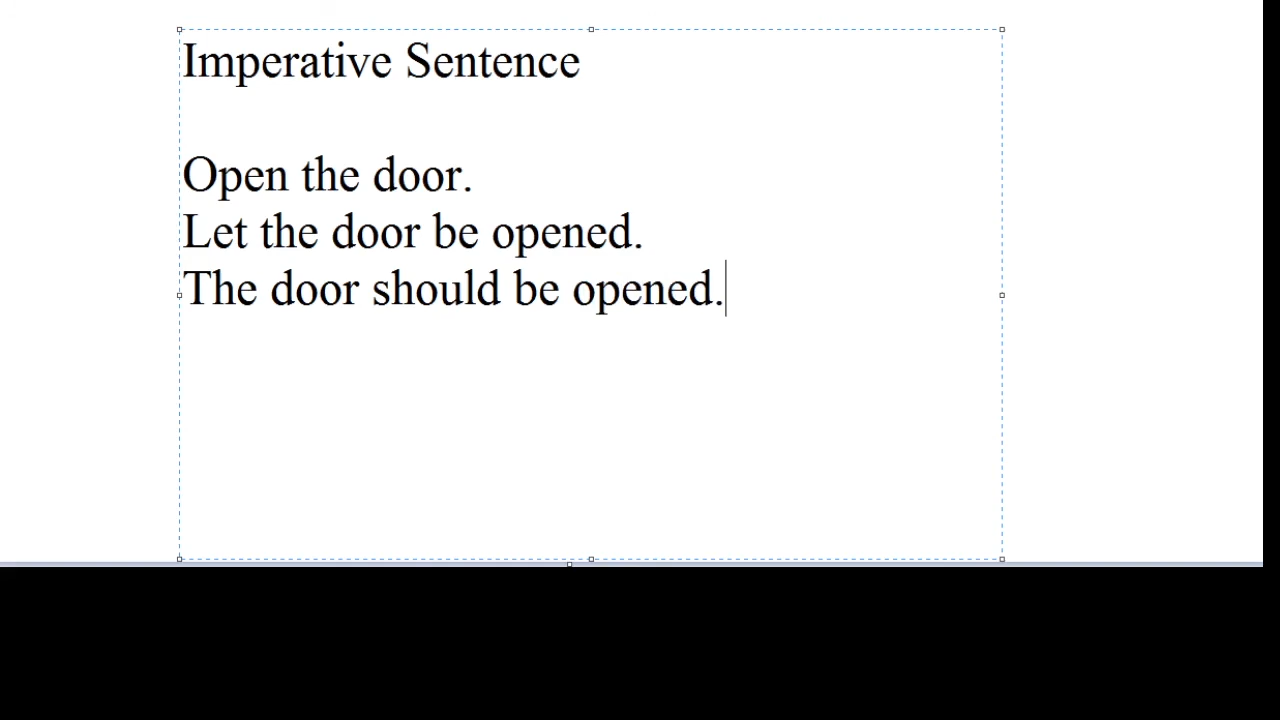 Imperative Sentence
Open the door.
Let the door be opened.
The door should be opened.